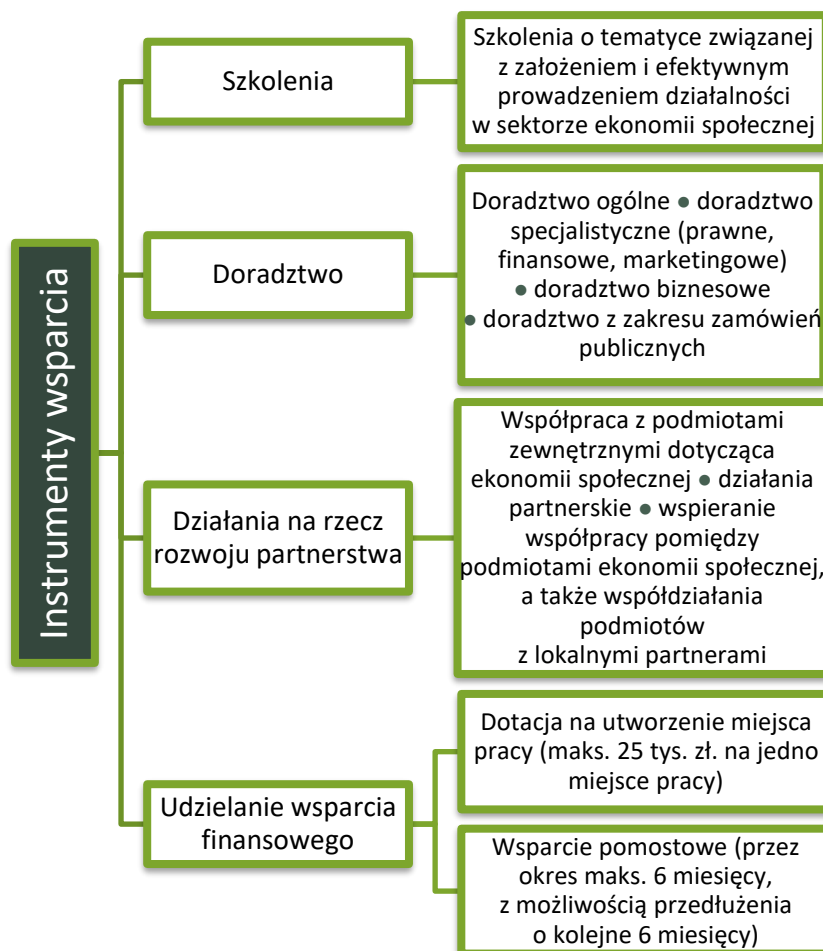 Instrumenty wsparcia
Szkolenia
Szkolenia o tematyce związanej
z założeniem i efektywnym
prowadzeniem działalności
w sektorze ekonomii społecznej
Doradztwo
Doradztwo ogólne ● doradztwo
specjalistyczne (prawne,
finansowe, marketingowe)
● doradztwo biznesowe
● doradztwo z zakresu zamówień
publicznych
Działania na rzecz
rozwoju partnerstwa
Współpraca z podmiotami
zewnętrznymi dotycząca
ekonomii społecznej ● działania
partnerskie ● wspieranie
współpracy pomiędzy
podmiotami ekonomii społecznej,
a także współdziałania
podmiotów
z lokalnymi partnerami
Udzielanie wsparcia
finansowego
Dotacja na utworzenie miejsca
pracy (maks. 25 tys. zł. na jedno
miejsce pracy)
Wsparcie pomostowe (przez
okres maks. 6 miesięcy,
z możliwością przedłużenia
o kolejne 6 miesięcy)